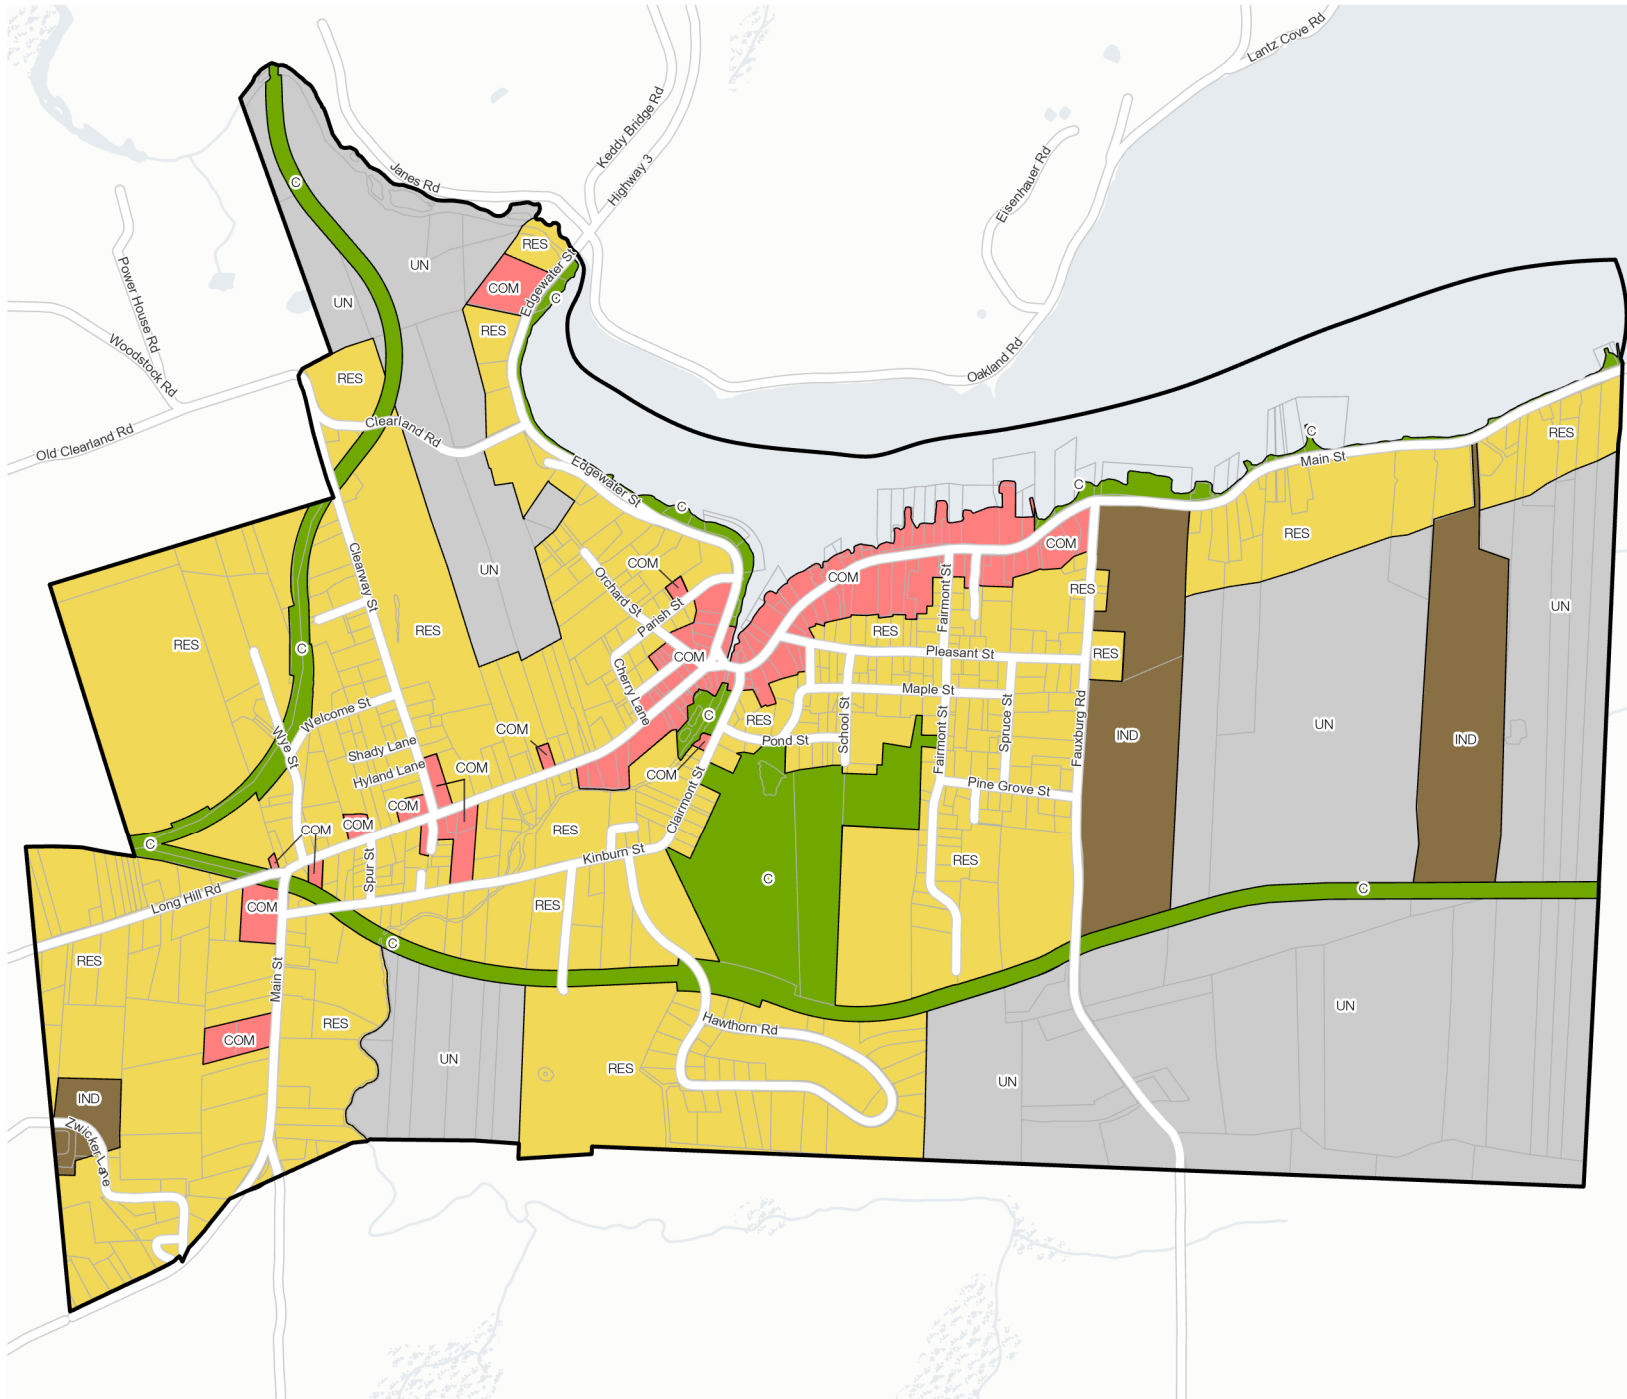 Lantz Cove Rd
Keddy Bridge Rd
Highway 3
Janes Rd
Eisenhauer Rd
C
RES
UN
Edgewater St
COM
C
UN
Power House Rd
RES
Woodstock Rd
Oakland Rd
RES
Clearland Rd
Old Clearland Rd
C
RES
Main St
Edgewater St
C
C
RES
UN
COM
COM
Clearway St
COM
Orchard St
Fairmont St
RES
UN
Parish St
RES
RES
RES
C
Pleasant St
RES
COM
Cherry Lane
Maple St
Welcome St
C
RES
School St
Spruce St
Fauxburg Rd
UN
COM
Wye St
Pond St
Fairmont St
IND
IND
Shady Lane
Hyland Lane
COM
COM
Pine Grove St
COM
Clairmont St
COM
COM
RES
C
Kinburn St
RES
Spur St
C
C
Long Hill Rd
COM
RES
C
RES
Main St
UN
RES
Hawthorn Rd
COM
UN
RES
UN
IND
Zwicker Lane